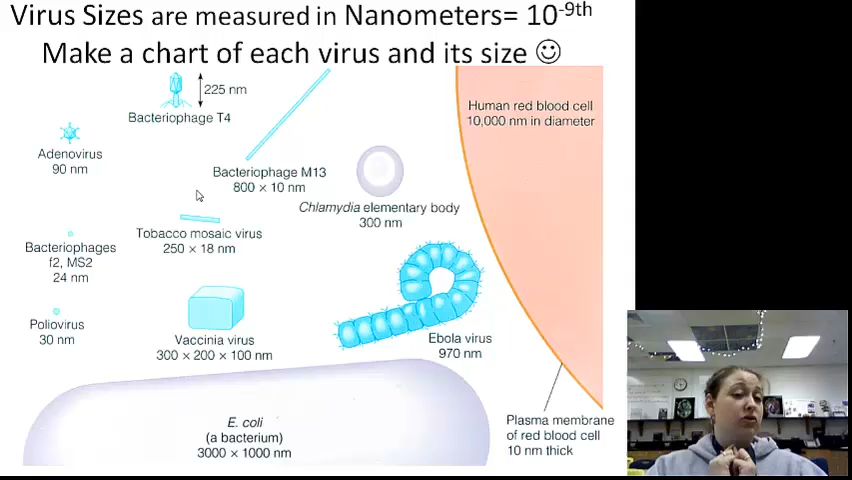 Virus Sizes are measured in Nanometers= 10-9th
Make a chart of each virus and its size ☺
225 nm
Bacteriophage T4
Human red blood cell
10,000 nm in diameter
Adenovirus
90 nm
Bacteriophage M13
800 × 10 nm
Chlamydia elementary body
300 nm
Tobacco mosaic virus
250 × 18 nm
Bacteriophages
f2, MS2
24 nm
Poliovirus
30 nm
Vaccinia virus
300 × 200 × 100 nm
Ebola virus
970 nm
E. coli
(a bacterium)
3000 × 1000 nm
Plasma membrane
of red blood cell
10 nm thick